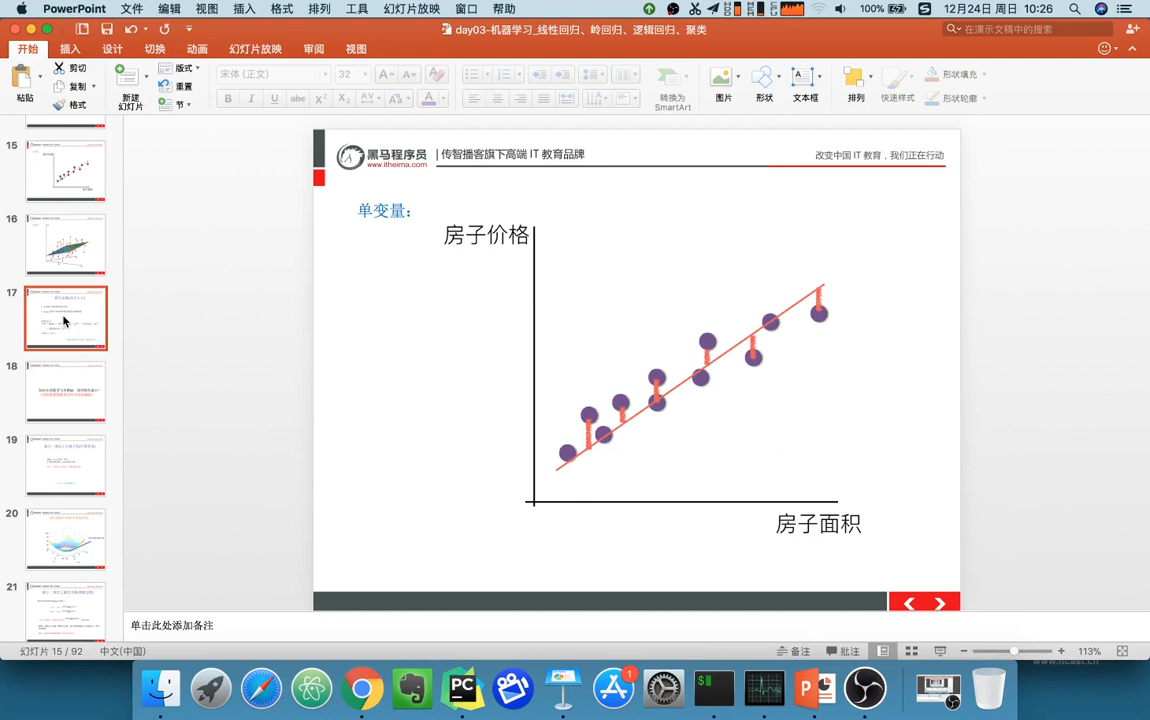 PowerPoint 文件 编辑 视图 插入 格式 排列 工具 幻灯片放映 窗口 帮助 100% 12月24日 周日 10:26
day03-机器学习_线性回归、岭回归、逻辑回归、聚类
在演示文稿中的搜索
开始 插入 设计 切换 动画 幻灯片放映 审阅 视图
粘贴
剪切
复制
格式
新建
幻灯片
版式
重置
节
宋体 (正文) 32
转换为
SmartArt
图片
形状
文本框
排列
快速样式
形状填充
形状轮廓
15
16
17
18
19
20
21
黑马程序员
www.itheima.com
传智播客旗下高端 IT 教育品牌
改变中国 IT 教育，我们正在行动
单变量：
房子价格
房子面积
单击此处添加备注
幻灯片 15 / 92 中文(中国)
备注 批注 113%
www.itcast.cn
PC
1